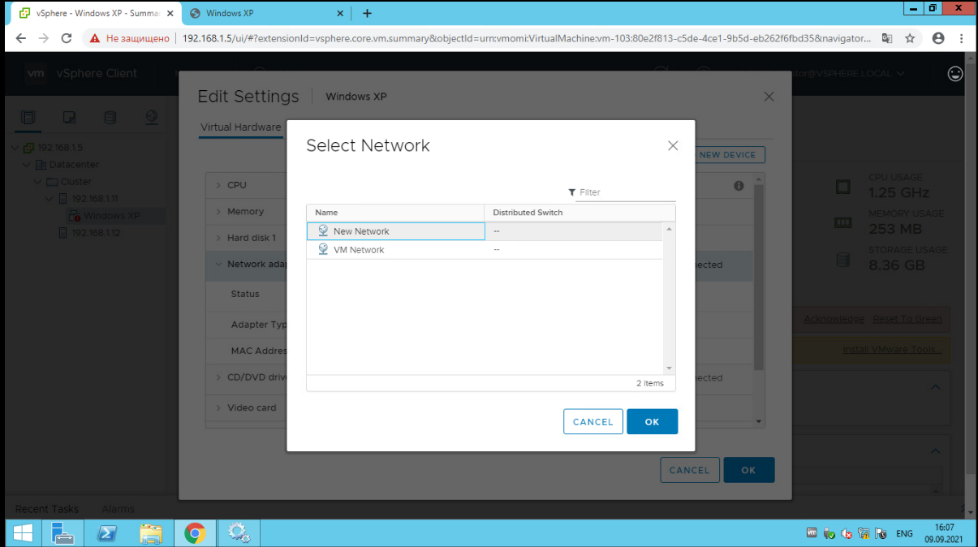 vSphere - Windows XP - Summa
Windows XP
Не защищено
192.168.1.5/ui/#?extensionId=vsphere.core.vm.summary&objectId=urn:vmomi:VirtualMachine:vm-103:80e2f813-c5de-4ce1-9b5d-eb262f6fbd35&navigator...
vm vSphere Client
tor@VSPHERE.LOCAL
Edit Settings Windows XP
Virtual Hardware
NEW DEVICE
192.168.1.5
Datacenter
Cluster
192.168.1.11
Windows XP
192.168.1.12
CPU
Memory
Hard disk 1
Network adap
ected
Status
Adapter Typ
MAC Addres
CD/DVD driv
ected
Video card
CANCEL OK
Select Network
Filter
Name Distributed Switch
New Network --
VM Network --
2 items
CANCEL OK
CPU USAGE
1.25 GHz
MEMORY USAGE
253 MB
STORAGE USAGE
8.36 GB
Acknowledge Reset To Green
Install VMware Tools...
Recent Tasks Alarms
ENG
16:07
09.09.2021